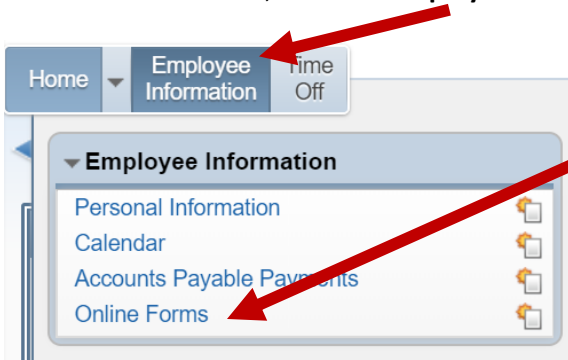 Home
Employee
Information
Time
Off
Employee Information
Personal Information
Calendar
Accounts Payable Payments
Online Forms